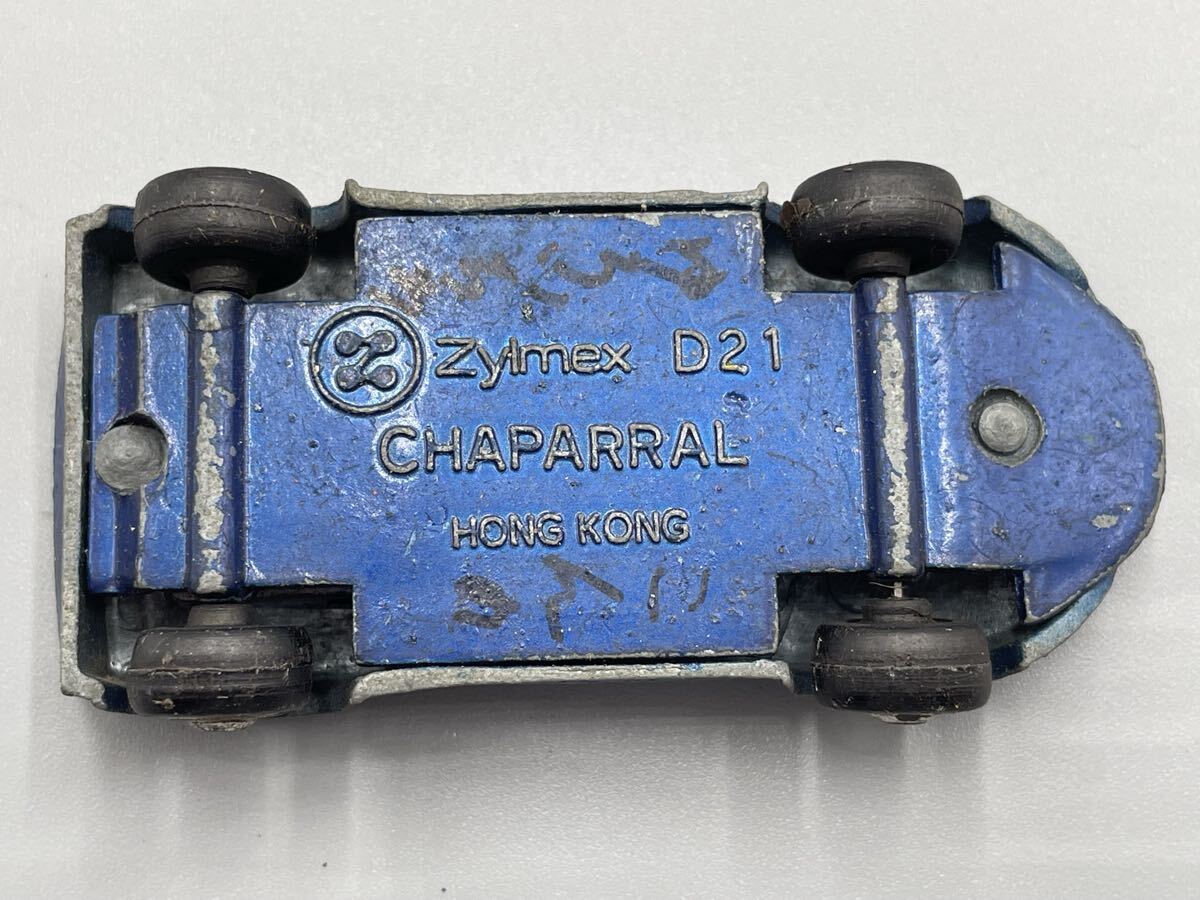 Zylmex D21
CHAPARRAL
HONG KONG